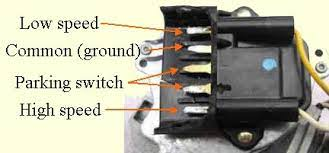 Low speed
Common (ground)
Parking switch
High speed